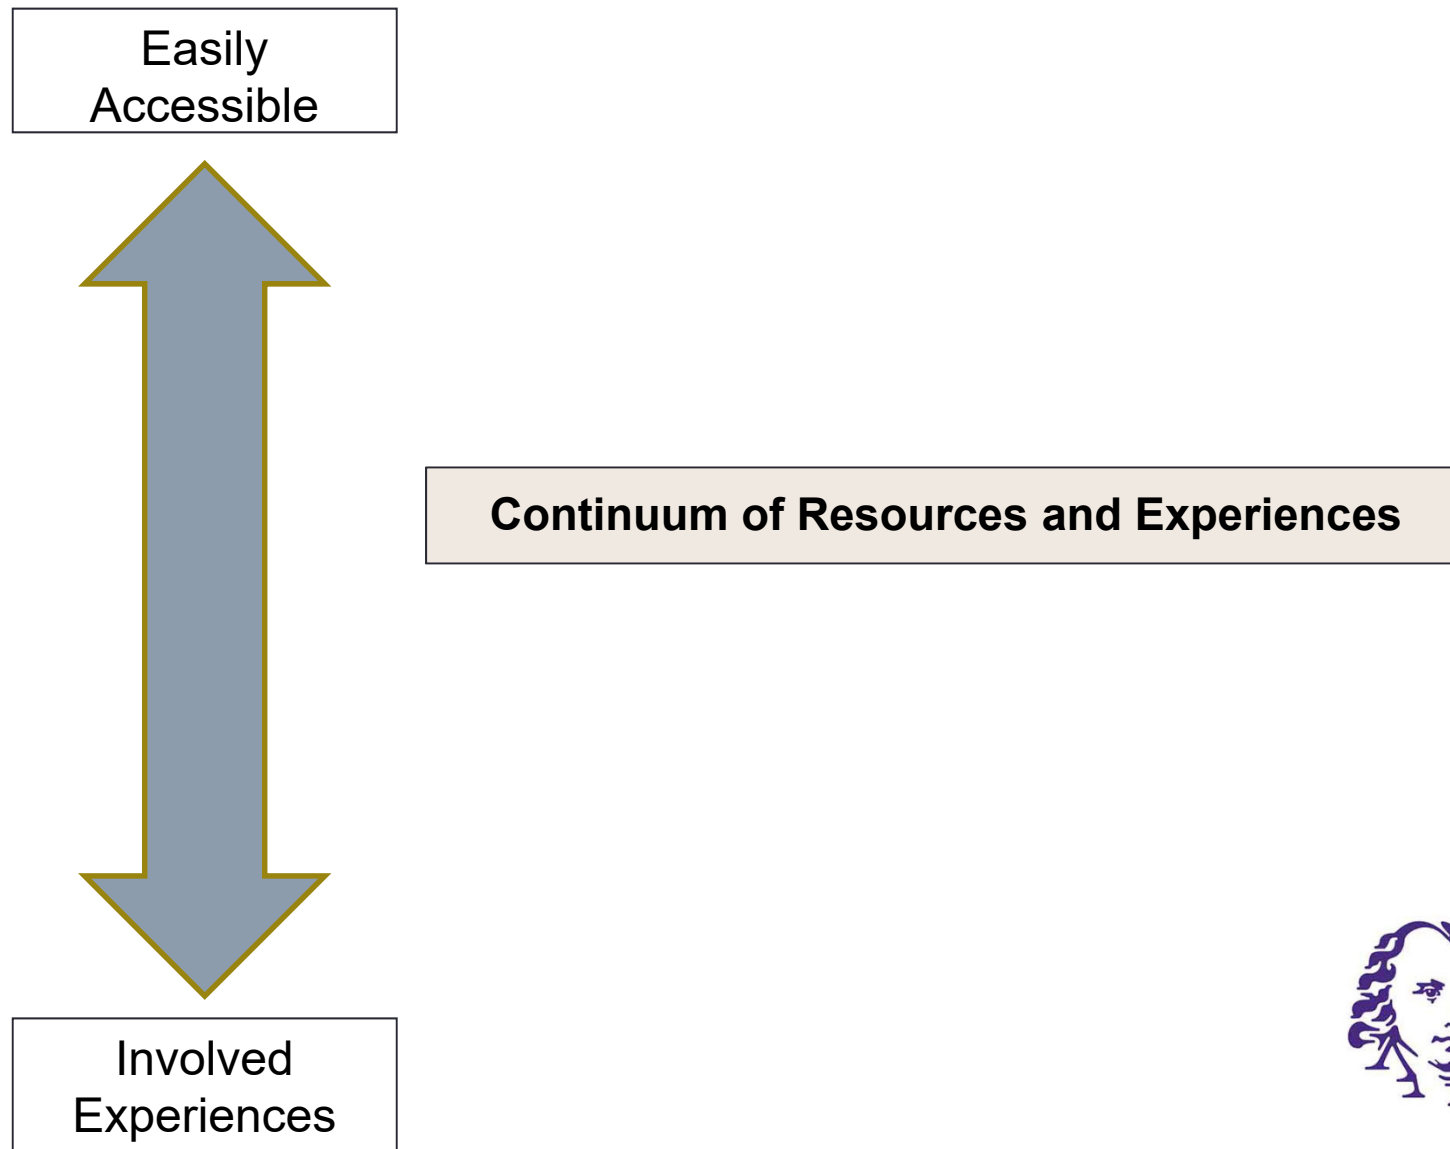 Easily
Accessible
Continuum of Resources and Experiences
Involved
Experiences